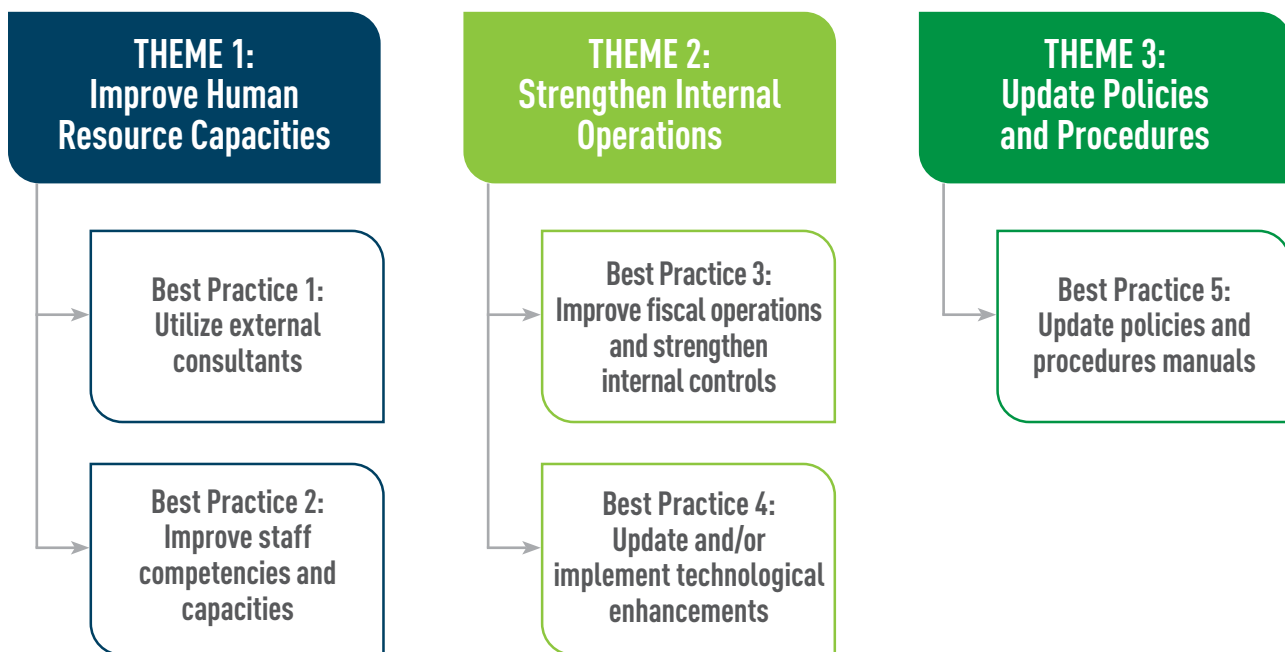 THEME 1:
Improve Human
Resource Capacities
Best Practice 1:
Utilize external
consultants
Best Practice 2:
Improve staff
competencies and
capacities
THEME 2:
Strengthen Internal
Operations
Best Practice 3:
Improve fiscal operations
and strengthen
internal controls
Best Practice 4:
Update and/or
implement technological
enhancements
THEME 3:
Update Policies
and Procedures
Best Practice 5:
Update policies and
procedures manuals